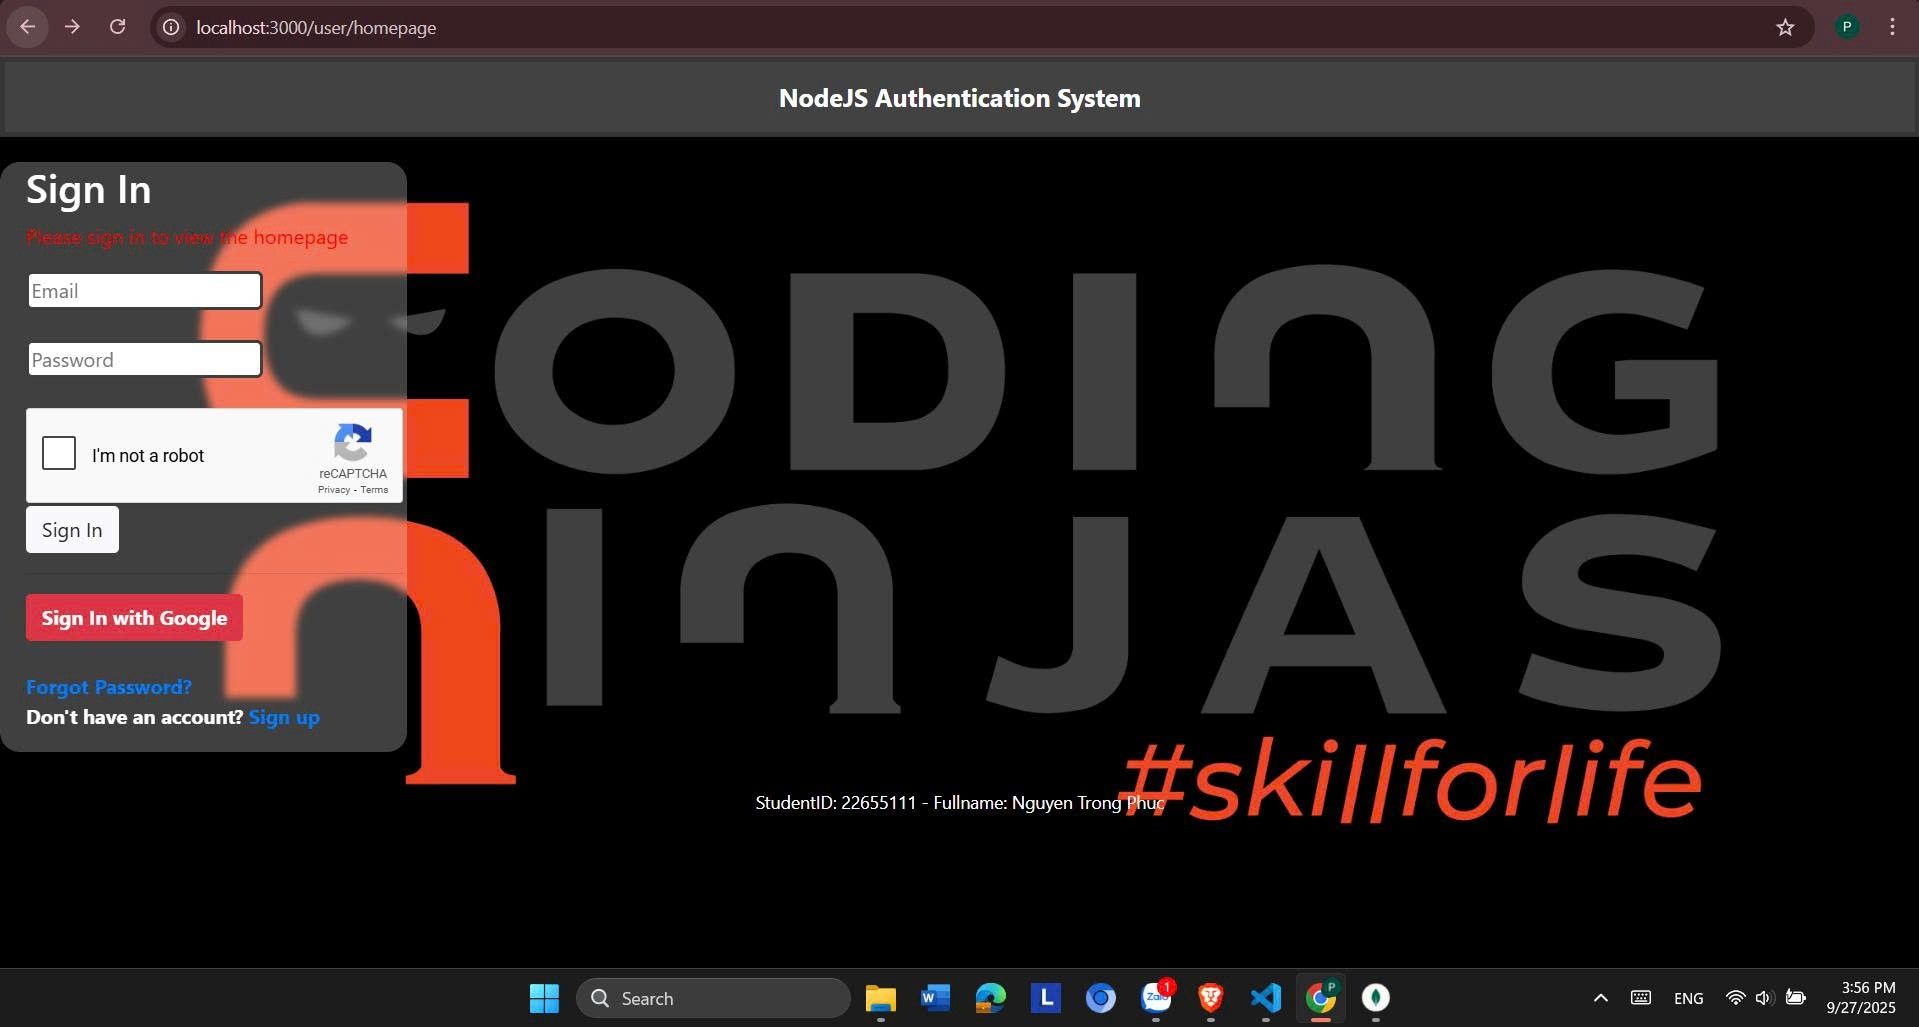 localhost:3000/user/homepage
P
NodeJS Authentication System
Sign In
Please sign in to view the homepage
Email
Password
I'm not a robot
reCAPTCHA
Privacy - Terms
Sign In
Sign In with Google
Forgot Password?
Don't have an account? Sign up
CODING
NINJAS
#skillforlife
StudentID: 22655111 - Fullname: Nguyen Trong Phuc
Search
W
L
Zalo
1
P
ENG
3:56 PM
9/27/2025